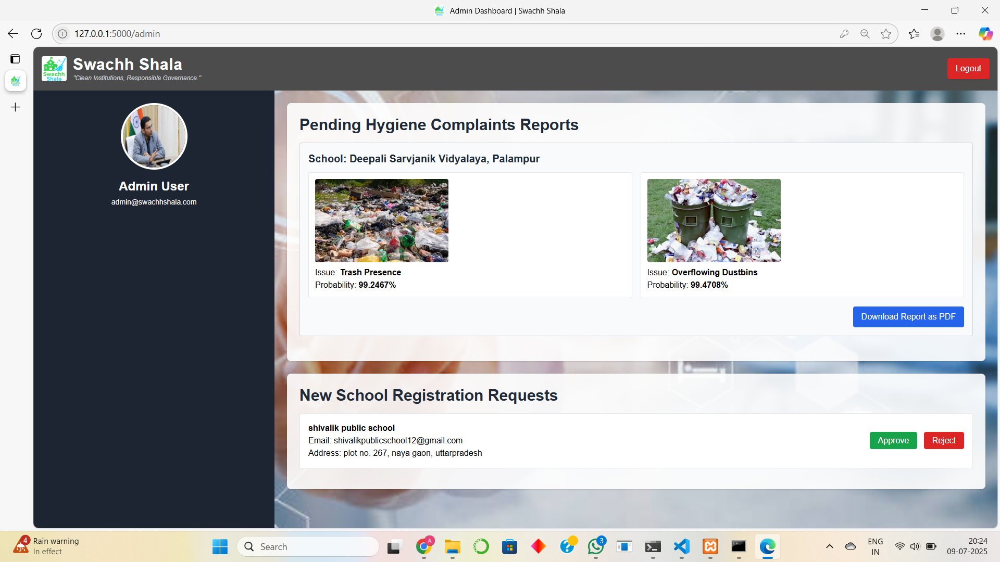 Admin Dashboard | Swachh Shala
127.0.0.1:5000/admin
Swachh
Shala
Swachh Shala
"Clean Institutions, Responsible Governance."
Logout
Admin User
admin@swachhshala.com
Pending Hygiene Complaints Reports
School: Deepali Sarvjanik Vidyalaya, Palampur
Issue: Trash Presence
Probability: 99.2467%
Issue: Overflowing Dustbins
Probability: 99.4708%
Download Report as PDF
New School Registration Requests
shivalik public school
Email: shivalikpublicschool12@gmail.com
Address: plot no. 267, naya gaon, uttarpradesh
Approve
Reject
4
Rain warning
In effect
Search
A
3
ENG
IN
20:24
09-07-2025